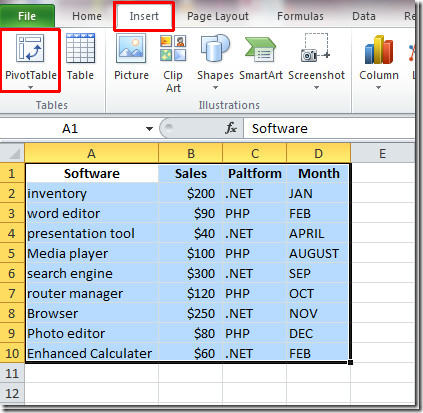 File Home Insert Page Layout Formulas Data
PivotTable Table Picture Clip Art Shapes SmartArt Screenshot Column
Tables Illustrations
A1 fx Software
A B C D E
1 Software Sales Paltform Month
2 inventory $200 .NET JAN
3 word editor $90 PHP FEB
4 presentation tool $40 .NET APRIL
5 Media player $100 PHP AUGUST
6 search engine $300 .NET SEP
7 router manager $120 PHP OCT
8 Browser $250 .NET NOV
9 Photo editor $80 PHP DEC
10 Enhanced Calculater $60 .NET FEB
11
12